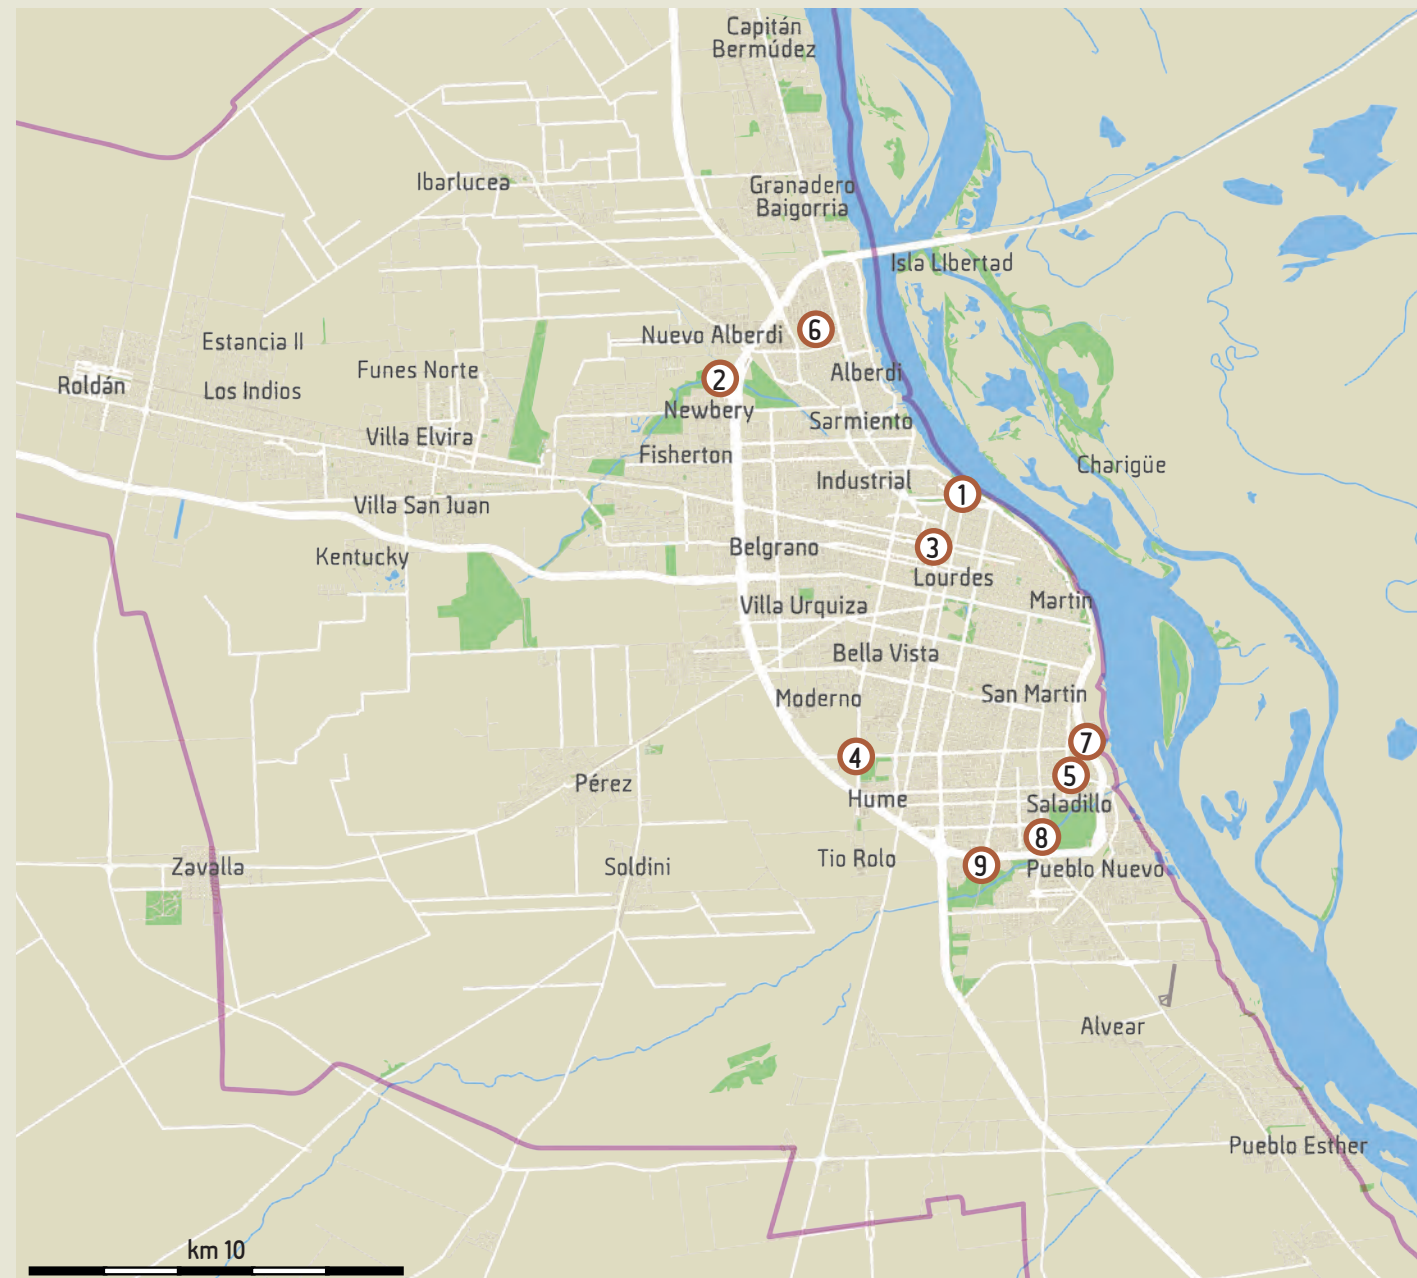 Capitán
Bermúdez
Ibarlucea
Granadero
Baigorria
Isla LIbertad
6
Nuevo Alberdi
Estancia II
Funes Norte
Alberdi
2
Roldán
Los Indios
Newbery
Sarmiento
Villa Elvira
Fisherton
Charigüe
Industrial
1
Villa San Juan
Belgrano
3
Kentucky
Lourdes
Villa Urquiza
Martin
Bella Vista
San Martin
Moderno
7
4
5
Pérez
Hume
Saladillo
8
Tio Rolo
9
Zavalla
Soldini
Pueblo Nuevo
Alvear
Pueblo Esther
km 10